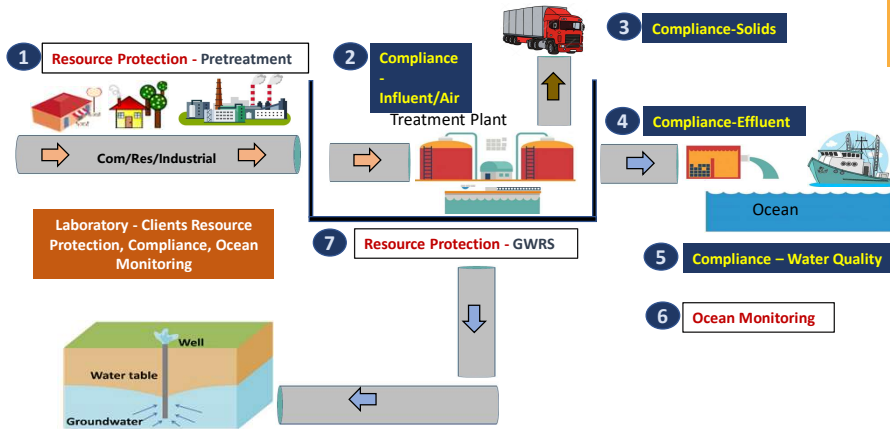 1
Resource Protection - Pretreatment
2
Compliance
-
Influent/Air
3
Compliance-Solids
Treatment Plant
4
Compliance-Effluent
Com/Res/Industrial
Ocean
Laboratory - Clients Resource
Protection, Compliance, Ocean
Monitoring
7
Resource Protection - GWRS
5
Compliance – Water Quality
6
Ocean Monitoring
Well
Water table
Groundwater